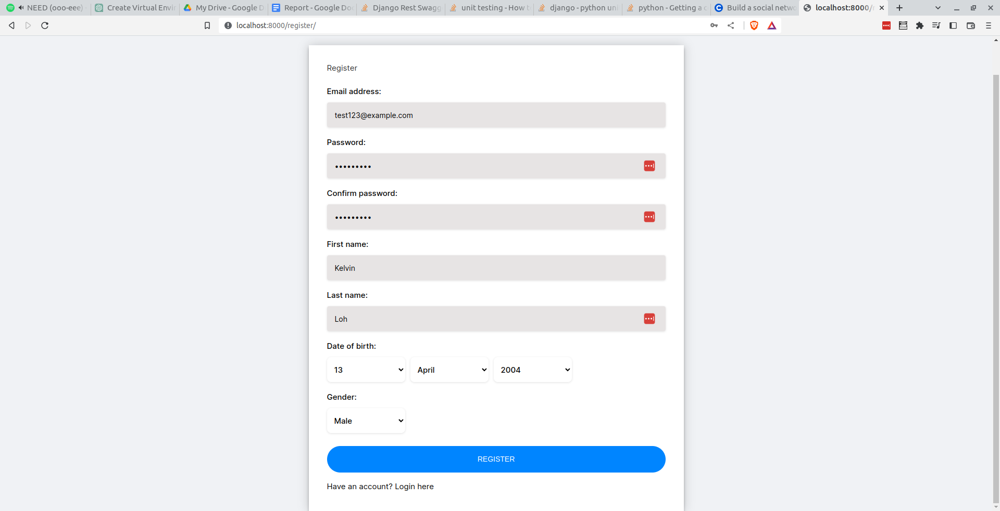 NEED (ooo-eee)
Create Virtual Envir
My Drive - Google D
Report - Google Doc
Django Rest Swagg
unit testing - How t
django - python uni
python - Getting a c
Build a social netwo
localhost:8000/r
localhost:8000/register/
Register
Email address:
test123@example.com
Password:
•••••••••
Confirm password:
•••••••••
First name:
Kelvin
Last name:
Loh
Date of birth:
13 April 2004
Gender:
Male
REGISTER
Have an account? Login here